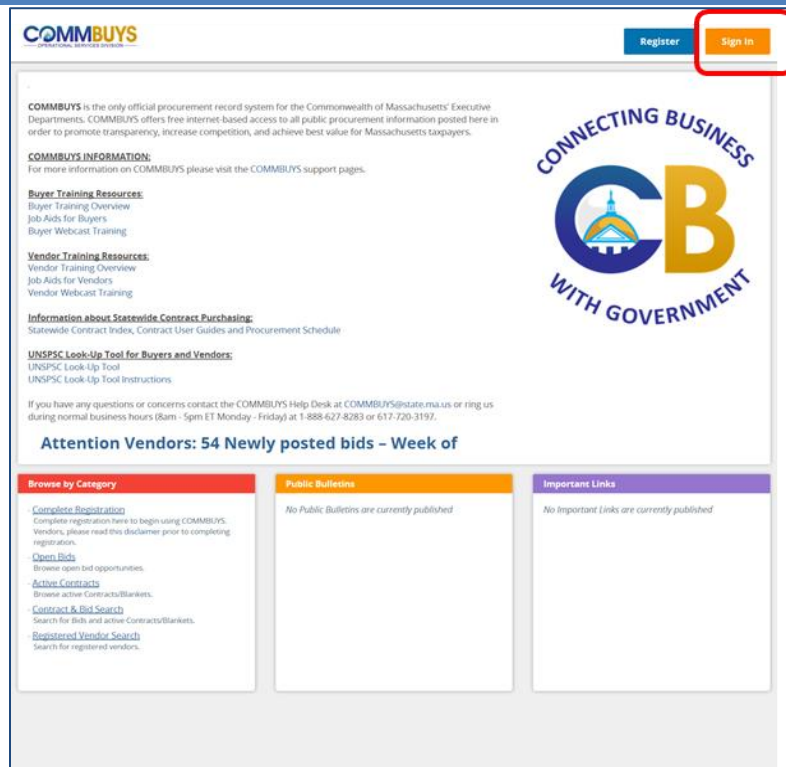 COMMBUYS
OPERATIONAL SERVICES DIVISION
Register
Sign In
COMMBUYS is the only official procurement record system for the Commonwealth of Massachusetts' Executive
Departments. COMMBUYS offers free internet-based access to all public procurement information posted here in
order to promote transparency, increase competition, and achieve best value for Massachusetts taxpayers.
COMMBUYS INFORMATION:
For more information on COMMBUYS please visit the COMMBUYS support pages.
Buyer Training Resources:
Buyer Training Overview
Job Aids for Buyers
Buyer Webcast Training
Vendor Training Resources:
Vendor Training Overview
Job Aids for Vendors
Vendor Webcast Training
Information about Statewide Contract Purchasing:
Statewide Contract Index, Contract User Guides and Procurement Schedule
UNSPSC Look-Up Tool for Buyers and Vendors:
UNSPSC Look-Up Tool
UNSPSC Look-Up Tool Instructions
If you have any questions or concerns contact the COMMBUYS Help Desk at COMMBUYS@state.ma.us or ring us
during normal business hours (8am - 5pm ET Monday - Friday) at 1-888-627-8283 or 617-720-3197.
CONNECTING BUSINESS
CB
WITH GOVERNMENT
Attention Vendors: 54 Newly posted bids – Week of
Browse by Category
- Complete Registration
Complete registration here to begin using COMMBUYS.
Vendors, please read this disclaimer prior to completing
registration.
- Open Bids
Browse open bid opportunities.
- Active Contracts
Browse active Contracts/Blankets.
- Contract & Bid Search
Search for Bids and active Contracts/Blankets.
- Registered Vendor Search
Search for registered vendors.
Public Bulletins
No Public Bulletins are currently published
Important Links
No Important Links are currently published